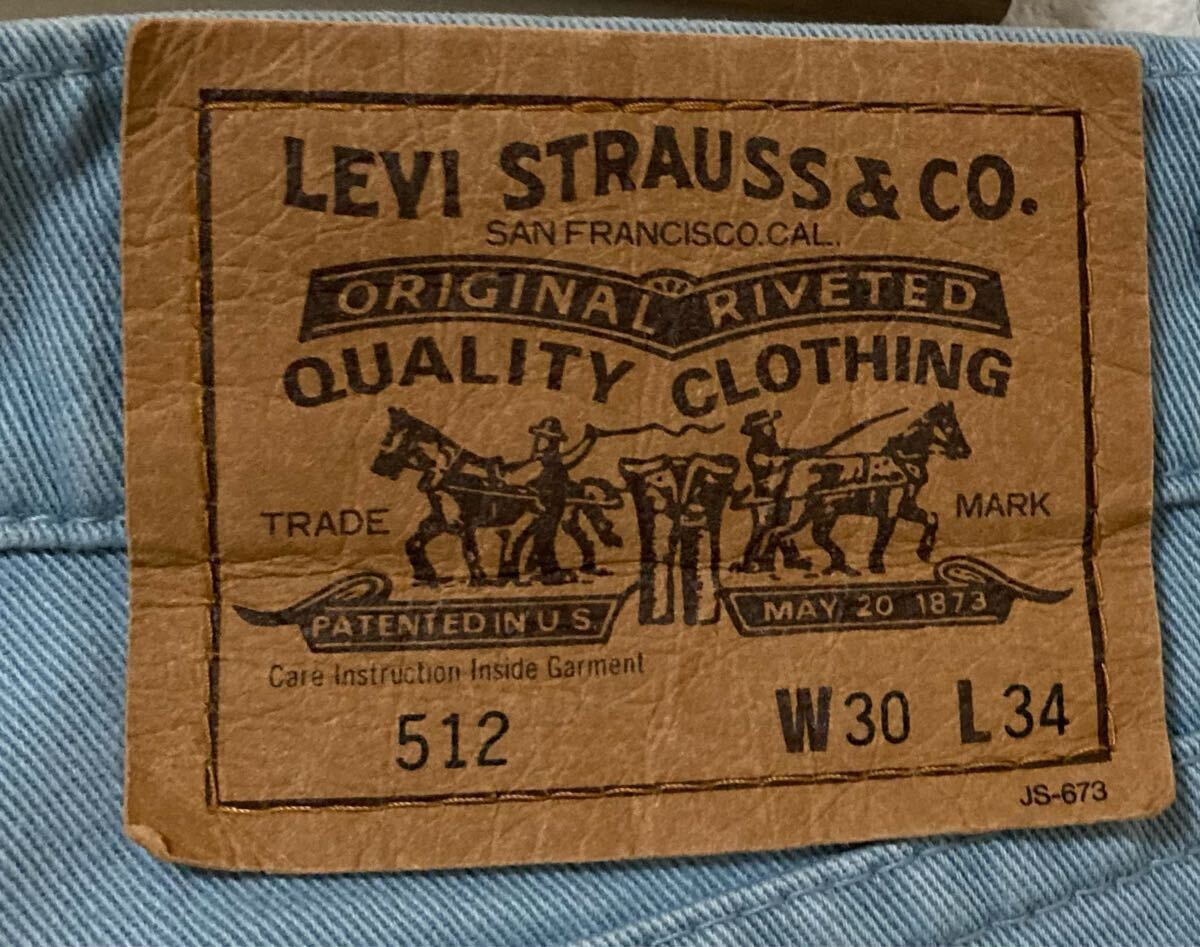 LEVI STRAUSS & CO.
SAN FRANCISCO.CAL.
ORIGINAL RIVETED
QUALITY CLOTHING
TRADE MARK
PATENTED IN U S. MAY 20 1873
Care Instruction Inside Garment
512 W30 L34
JS-673